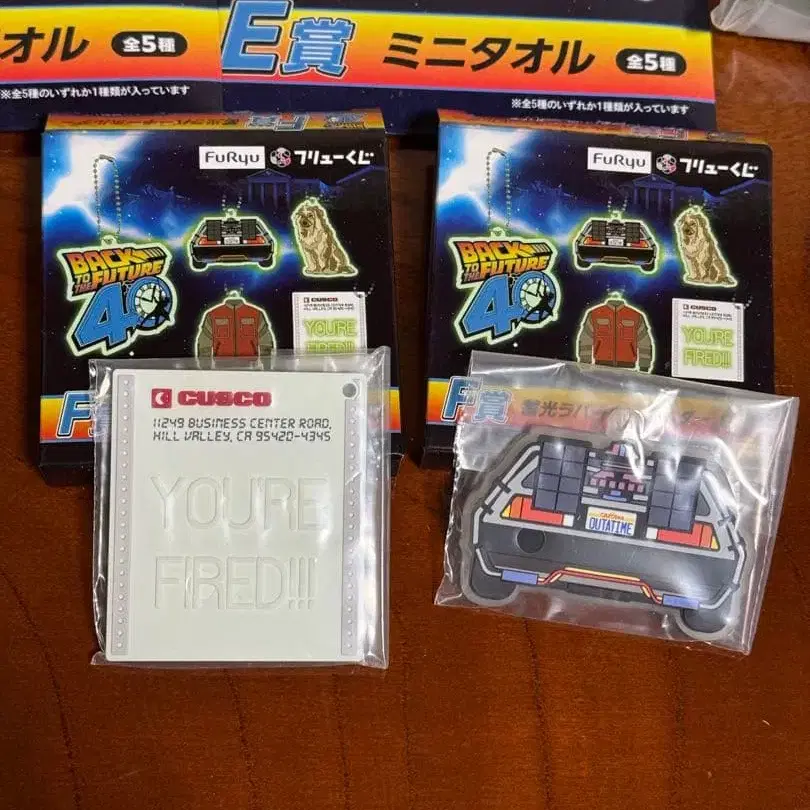 タオル
全5種
※全5種のいずれか1種類が入っています
E賞
ミニタオル
全5種
※全5種のいずれか1種類が入っています
FURYU
フリューくじ
BACK
TO THE
FUTURE
40
CUSCO
YOU'RE
FIRED!!!
F
FURYU
フリューくじ
BACK
TO THE
FUTURE
40
CUSCO
YOU'RE
FIRED!!!
F賞
蓄光ラバー
CUSCO
11249 BUSINESS CENTER ROAD,
HILL VALLEY, CA 95420-4345
YOU'RE
FIRED!!!
OUTATIME